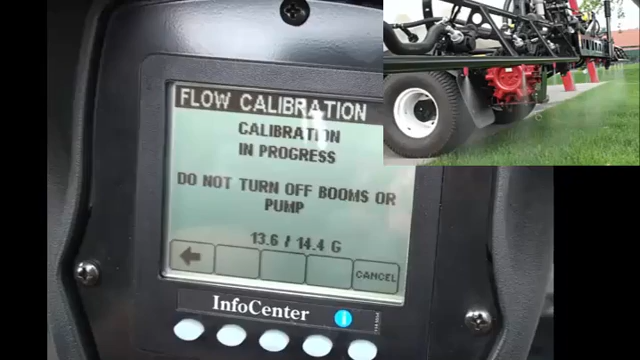 FLOW CALIBRATION
CALIBRATION
IN PROGRESS
DO NOT TURN OFF BOOMS OR
PUMP
13.6 / 14.4 G
CANCEL
InfoCenter i